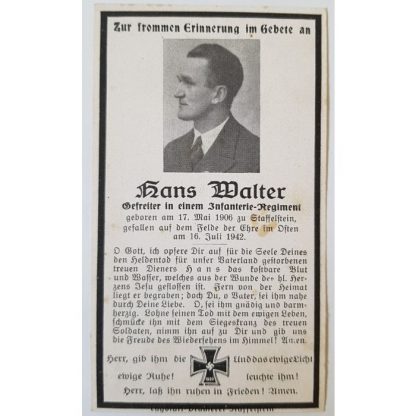 Zur frommen Erinnerung im Gebete an
Hans Walter
Gefreiter in einem Infanterie-Regiment
geboren am 17. Mai 1906 zu Staffelstein,
gefallen auf dem Felde der Ehre im Osten
am 16. Juli 1942.
O Gott, ich opfere Dir auf für die Seele Deines
den Heldentod für unser Vaterland gestorbenen
treuen Dieners Hans das kostbare Blut
und Wasser, welches aus der Wunde des hl. Her-
zens Jesu geflossen ist. Fern von der Heimat
liegt er begraben; doch Du, o Vater, sei ihm nahe
durch Deine Liebe. O, sei ihm gnädig und barm-
herzig. Lohne seinen Tod mit dem ewigen Leben,
schmücke ihn mit dem Siegeskranz des treuen
Soldaten, nimm ihn auf zu Dir und gib uns
die Freude des Wiedersehens im Himmel! Amen.
Herr, gib ihm die
ewige Ruhe!
Und das ewige Licht
leuchte ihm!
Herr, laß ihn ruhen in Frieden! Amen.
Staffelstein